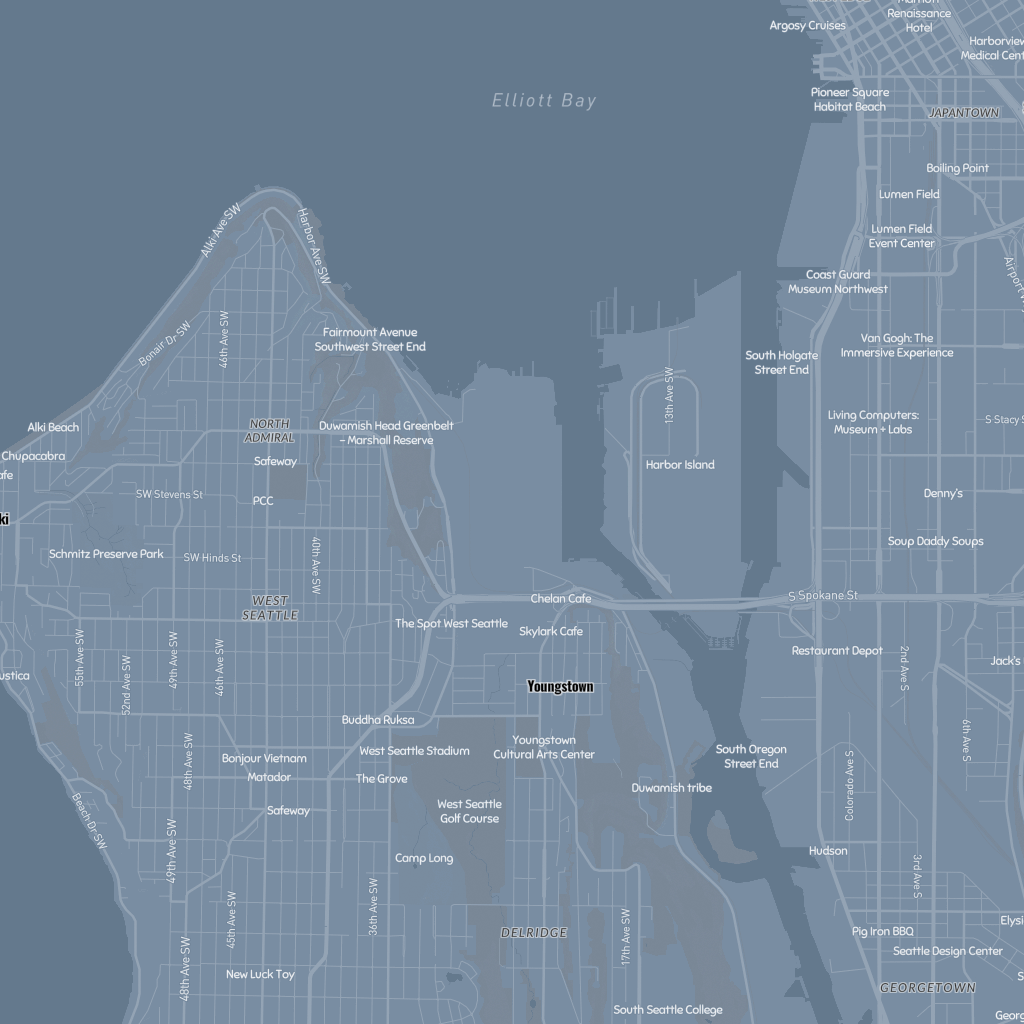 Marriott
Renaissance
Hotel
Argosy Cruises
Harborview
Medical Cent
Elliott Bay
Pioneer Square
Habitat Beach
JAPANTOWN
Boiling Point
Lumen Field
Lumen Field
Event Center
Alki Ave SW
Harbor Ave SW
Coast Guard
Museum Northwest
Airport W
Bonair Dr SW
46th Ave SW
Fairmount Avenue
Southwest Street End
Van Gogh: The
Immersive Experience
South Holgate
Street End
13th Ave SW
Living Computers:
Museum + Labs
S Stacy S
Alki Beach
NORTH
ADMIRAL
Duwamish Head Greenbelt
– Marshall Reserve
Chupacabra
afe
Safeway
Harbor Island
SW Stevens St
PCC
Denny's
ki
Soup Daddy Soups
Schmitz Preserve Park
SW Hinds St
40th Ave SW
WEST
SEATTLE
Chelan Cafe
S Spokane St
The Spot West Seattle
Skylark Cafe
55th Ave SW
52nd Ave SW
49th Ave SW
46th Ave SW
Restaurant Depot
2nd Ave S
Jack's
ustica
Youngstown
Buddha Ruksa
6th Ave S
48th Ave SW
Bonjour Vietnam
Matador
West Seattle Stadium
Youngstown
Cultural Arts Center
South Oregon
Street End
The Grove
Duwamish tribe
Colorado Ave S
Beach Dr SW
Safeway
West Seattle
Golf Course
49th Ave SW
Camp Long
Hudson
3rd Ave S
45th Ave SW
36th Ave SW
17th Ave SW
DELRIDGE
Pig Iron BBQ
Elysi
Seattle Design Center
48th Ave SW
New Luck Toy
S
GEORGETOWN
South Seattle College
Georg